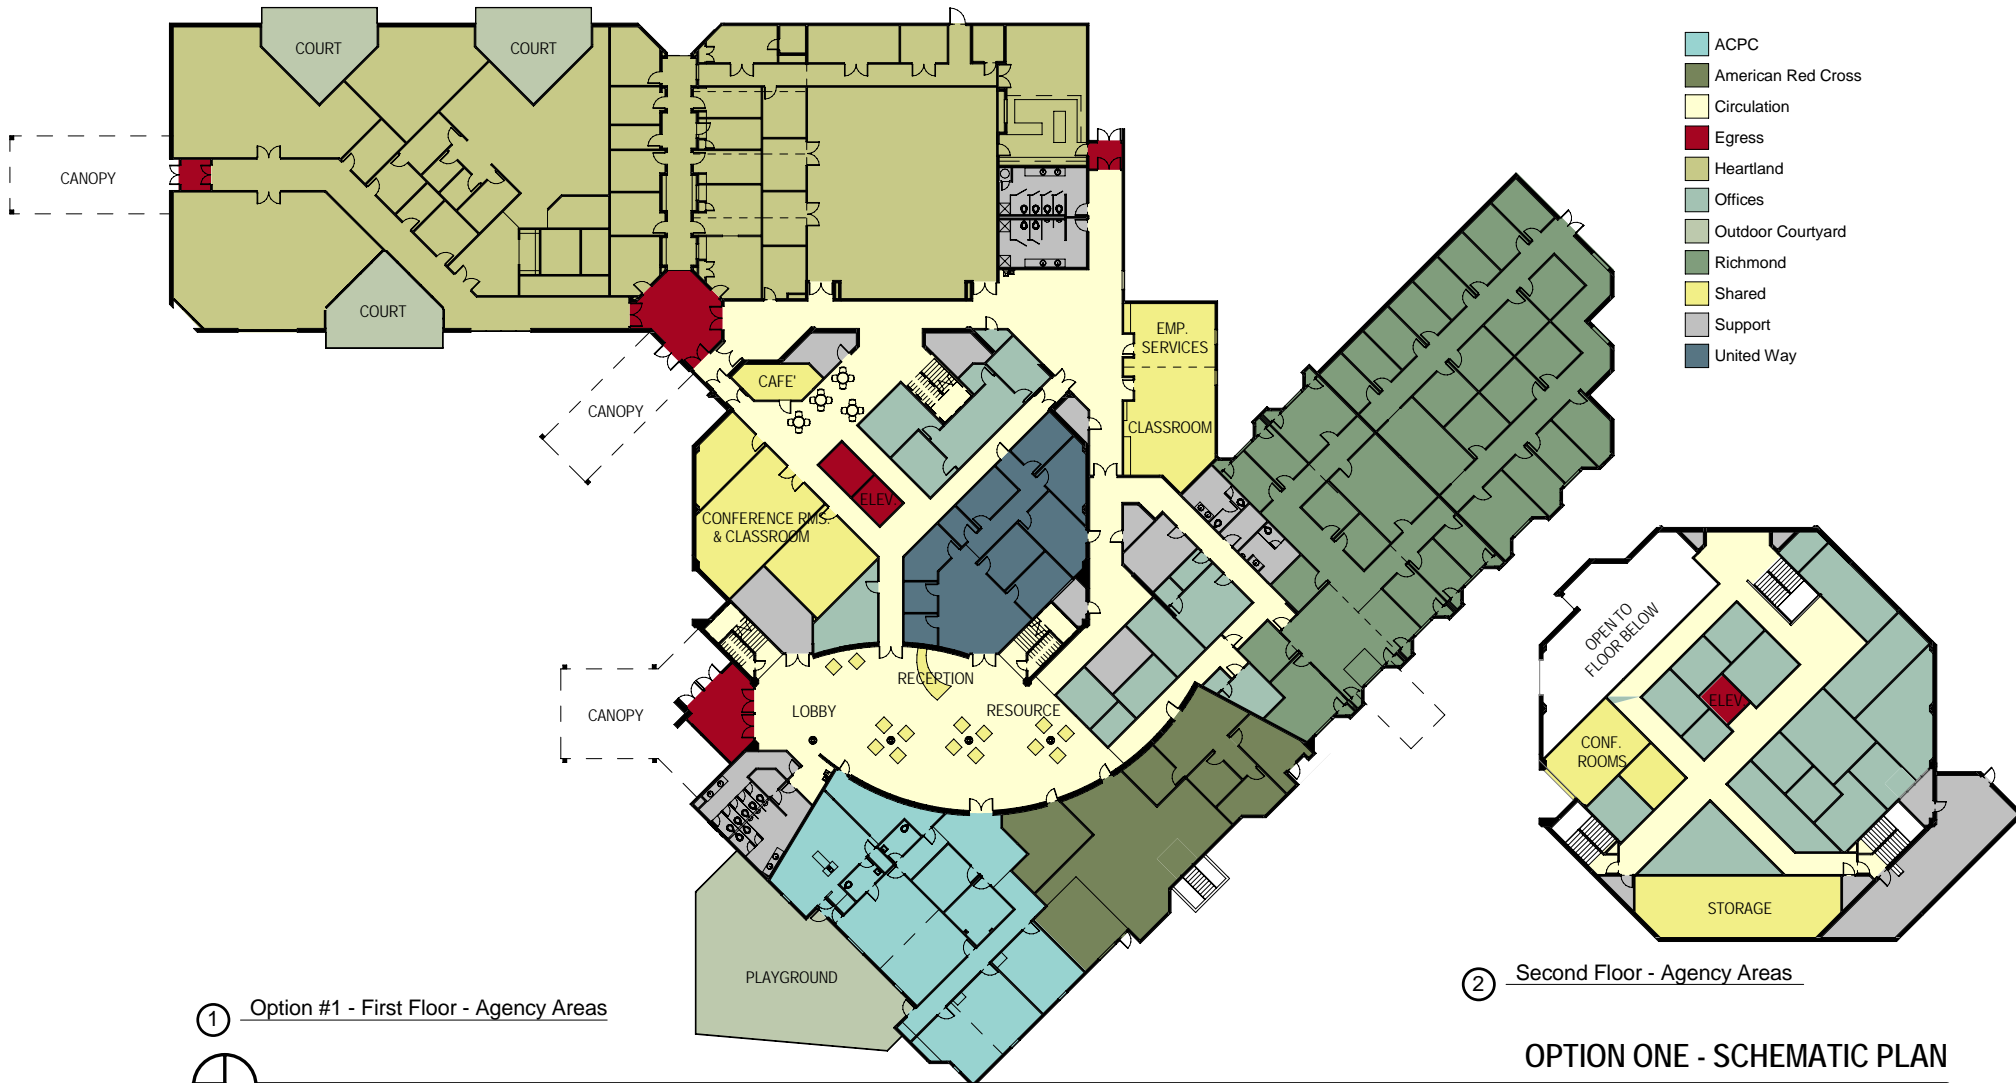 COURT
COURT
CANOPY
COURT
CANOPY
CAFE'
EMP.
SERVICES
CLASSROOM
ELEV.
CONFERENCE RMS.
& CLASSROOM
RECEPTION
LOBBY
RESOURCE
CANOPY
PLAYGROUND
ACPC
American Red Cross
Circulation
Egress
Heartland
Offices
Outdoor Courtyard
Richmond
Shared
Support
United Way
OPEN TO
FLOOR BELOW
ELEV.
CONF.
ROOMS
STORAGE
1 Option #1 - First Floor - Agency Areas
2 Second Floor - Agency Areas
OPTION ONE - SCHEMATIC PLAN